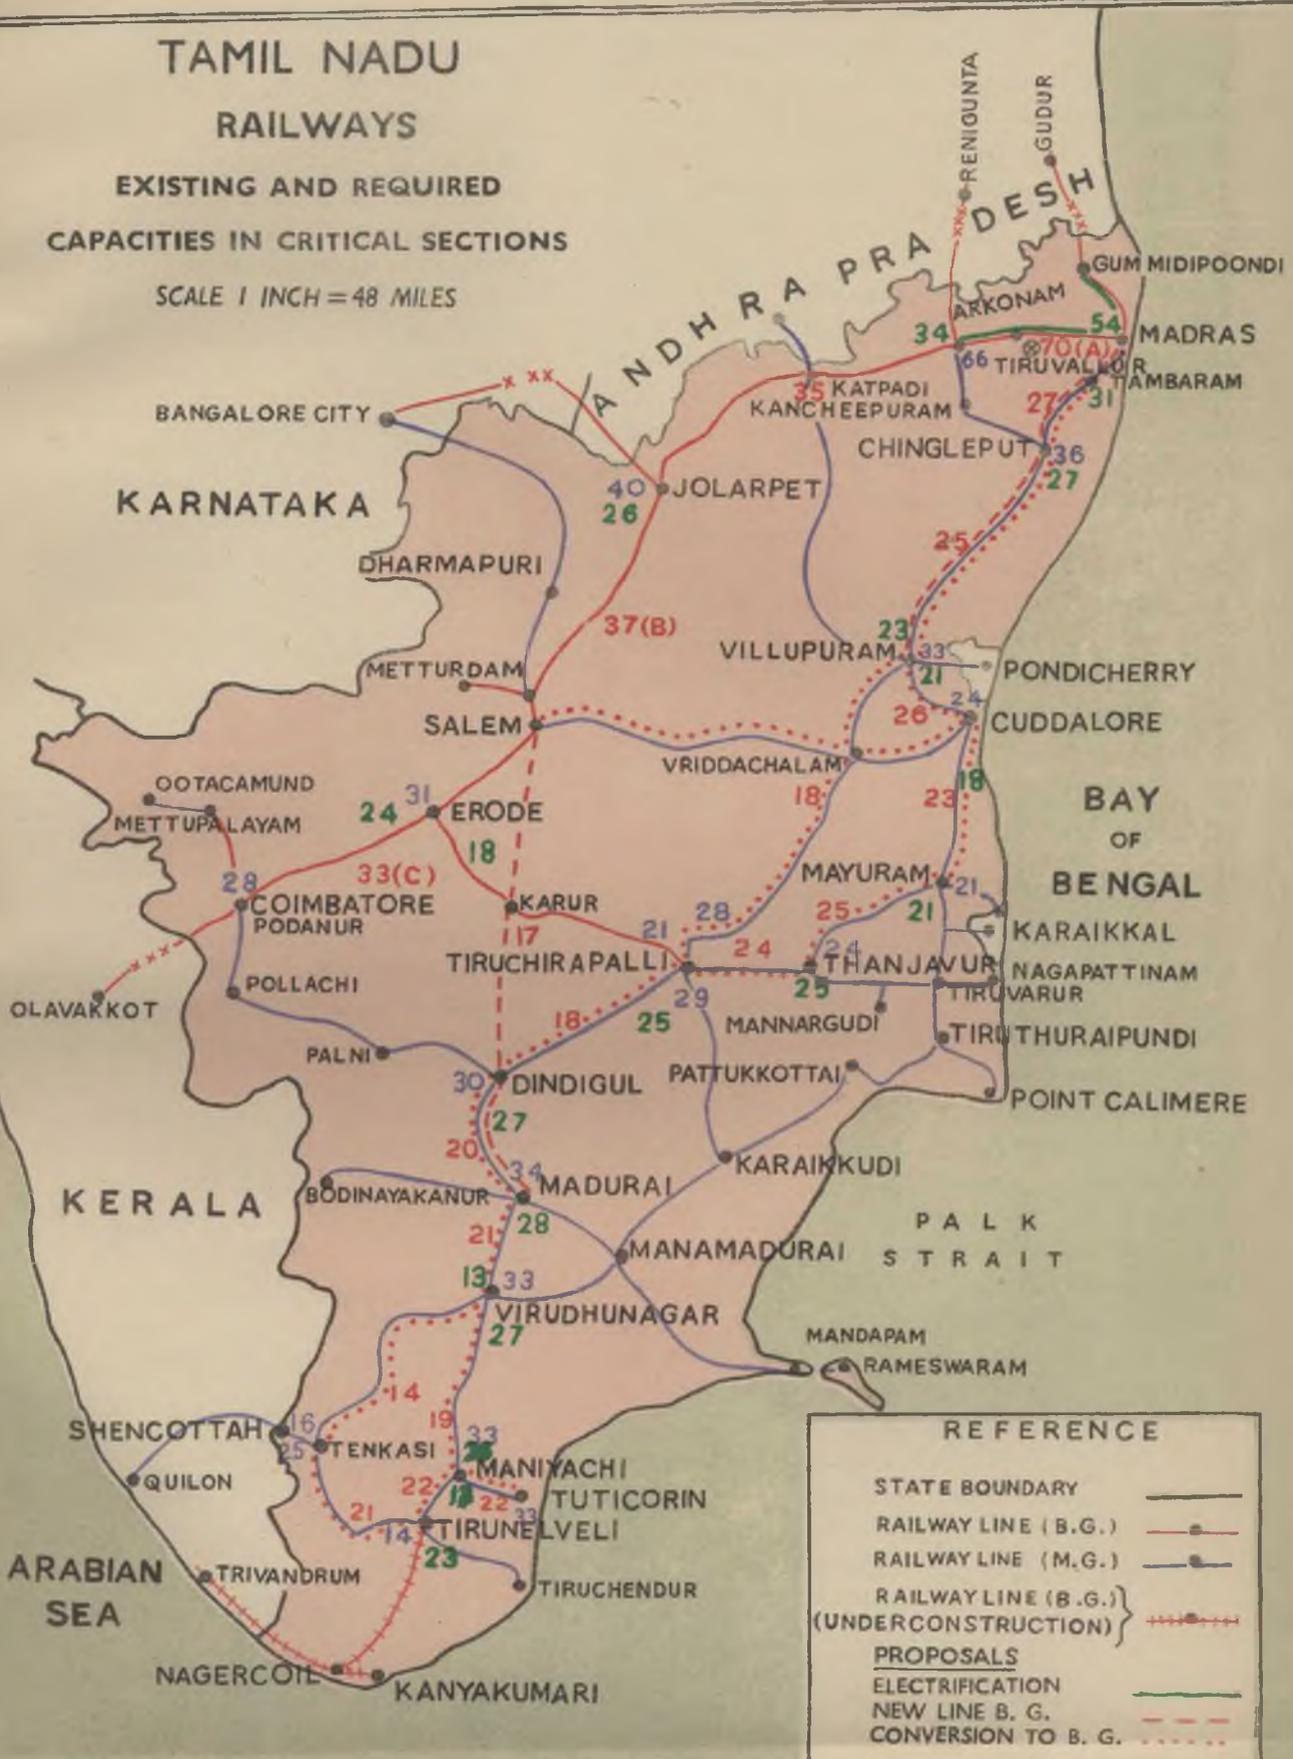 TAMIL NADU
RAILWAYS
EXISTING AND REQUIRED
CAPACITIES IN CRITICAL SECTIONS
SCALE 1 INCH = 48 MILES
RENIGUNTA
GUDUR
ANDHRA PRADESH
GUMMIDIPOONDI
ARKONAM
34
54
MADRAS
66
70(A)
TIRUVALLUR
TAMBARAM
35
KATPADI
31
27
KANCHEEPURAM
BANGALORE CITY
CHINGLEPUT
36
27
KARNATAKA
40
JOLARPET
26
25
DHARMAPURI
37(B)
23
VILLUPURAM
33
21
PONDICHERRY
METTURDAM
24
26
SALEM
CUDDALORE
VRIDDACHALAM
18
OOTACAMUND
18
23
31
24
ERODE
METTUPALAYAM
BAY
OF
BENGAL
18
33(C)
MAYURAM
21
28
COIMBATORE
PODANUR
KARUR
28
25
21
17
21
KARAIKKAL
24
24
TIRUCHIRAPALLI
THANJAVUR
NAGAPATTINAM
25
TIRUVARUR
POLLACHI
29
OLAVAKKOT
18
25
MANNARGUDI
TIRUTHURAIPUNDI
PALNI
30
DINDIGUL
PATTUKKOTTAI
POINT CALIMERE
27
20
KARAIKKUDI
34
MADURAI
BODINAYAKANUR
KERALA
28
21
PALK
STRAIT
MANAMADURAI
13
33
VIRUDHUNAGAR
27
MANDAPAM
RAMESWARAM
14
19
SHENCOTTAH
16
25
TENKASI
33
MANIYACHI
QUILON
22
22
TUTICORIN
33
21
14
TIRUNELVELI
23
ARABIAN
SEA
TRIVANDRUM
TIRUCHENDUR
NAGERCOIL
KANYAKUMARI
REFERENCE
STATE BOUNDARY
RAILWAY LINE (B.G.)
RAILWAY LINE (M.G.)
RAILWAY LINE (B.G.)
(UNDERCONSTRUCTION)
PROPOSALS
ELECTRIFICATION
NEW LINE B. G.
CONVERSION TO B. G.